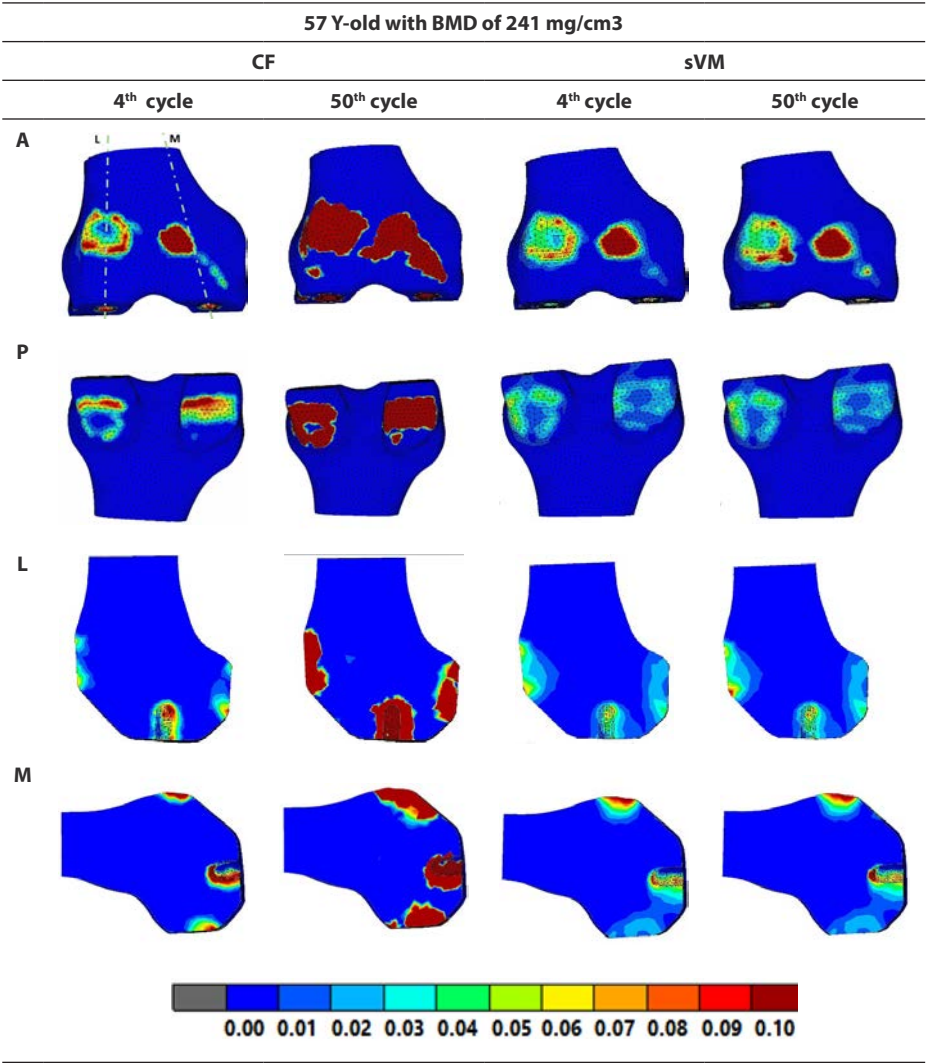 57 Y-old with BMD of 241 mg/cm3
CF sVM
4th cycle 50th cycle 4th cycle 50th cycle
A
L M
P
L
M
0.00 0.01 0.02 0.03 0.04 0.05 0.06 0.07 0.08 0.09 0.10